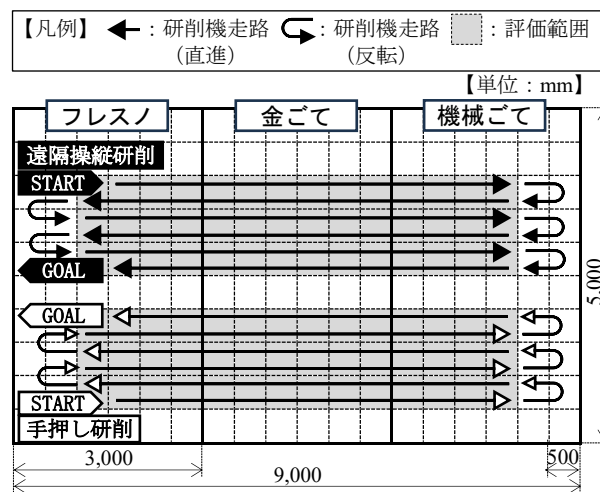 【凡例】 : 研削機走路 : 研削機走路 : 評価範囲
(直進) (反転)
【単位：mm】
フレスノ 金ごて 機械ごて
遠隔操縦研削
START
GOAL
5,000
GOAL
START
手押し研削
3,000 500
9,000